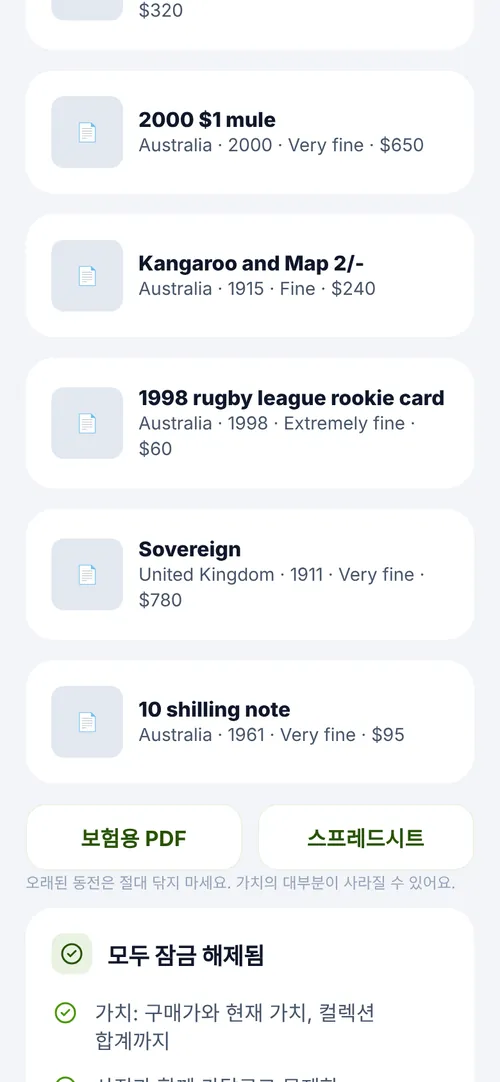 $320
2000 $1 mule
Australia · 2000 · Very fine · $650
Kangaroo and Map 2/-
Australia · 1915 · Fine · $240
1998 rugby league rookie card
Australia · 1998 · Extremely fine ·
$60
Sovereign
United Kingdom · 1911 · Very fine ·
$780
10 shilling note
Australia · 1961 · Very fine · $95
보험용 PDF
스프레드시트
오래된 동전은 절대 닦지 마세요. 가치의 대부분이 사라질 수 있어요.
모두 잠금 해제됨
가치: 구매가와 현재 가치, 컬렉션
합계까지